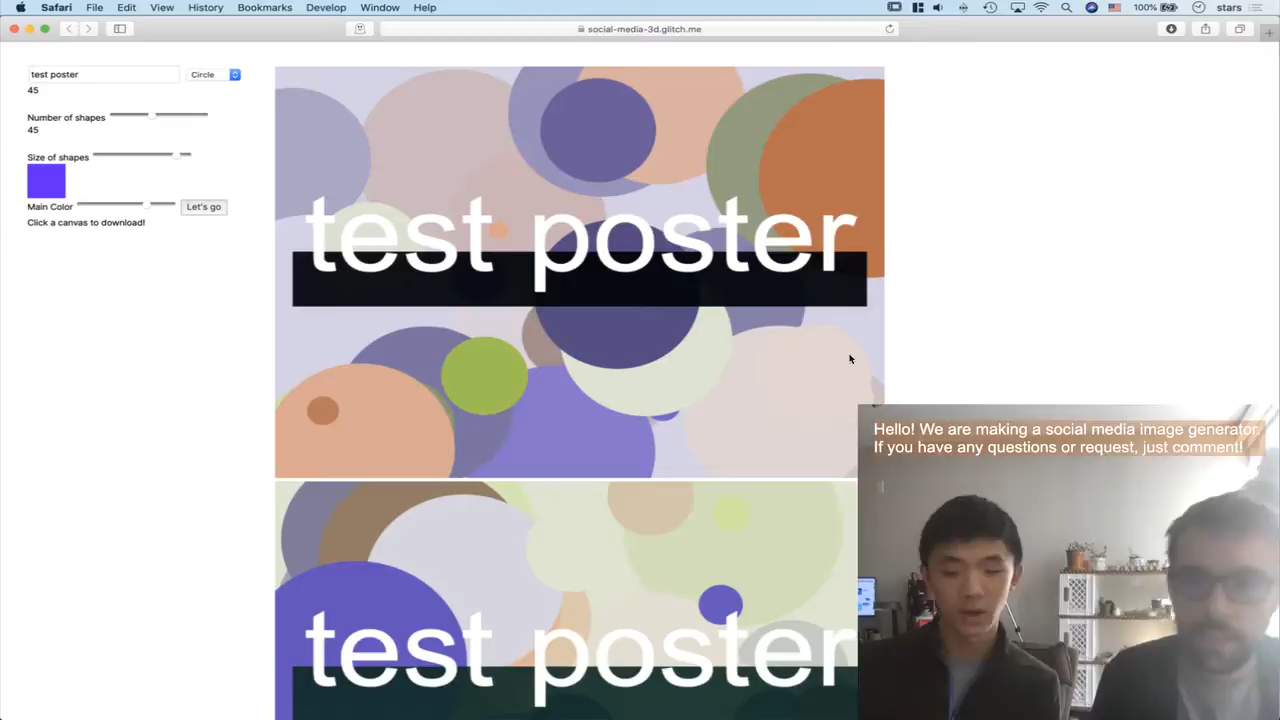 Safari File Edit View History Bookmarks Develop Window Help 100% stars
social-media-3d.glitch.me
test poster Circle
45
Number of shapes
45
Size of shapes
Main Color Let's go
Click a canvas to download!
test poster
Hello! We are making a social media image generator.
If you have any questions or request, just comment!
test poster